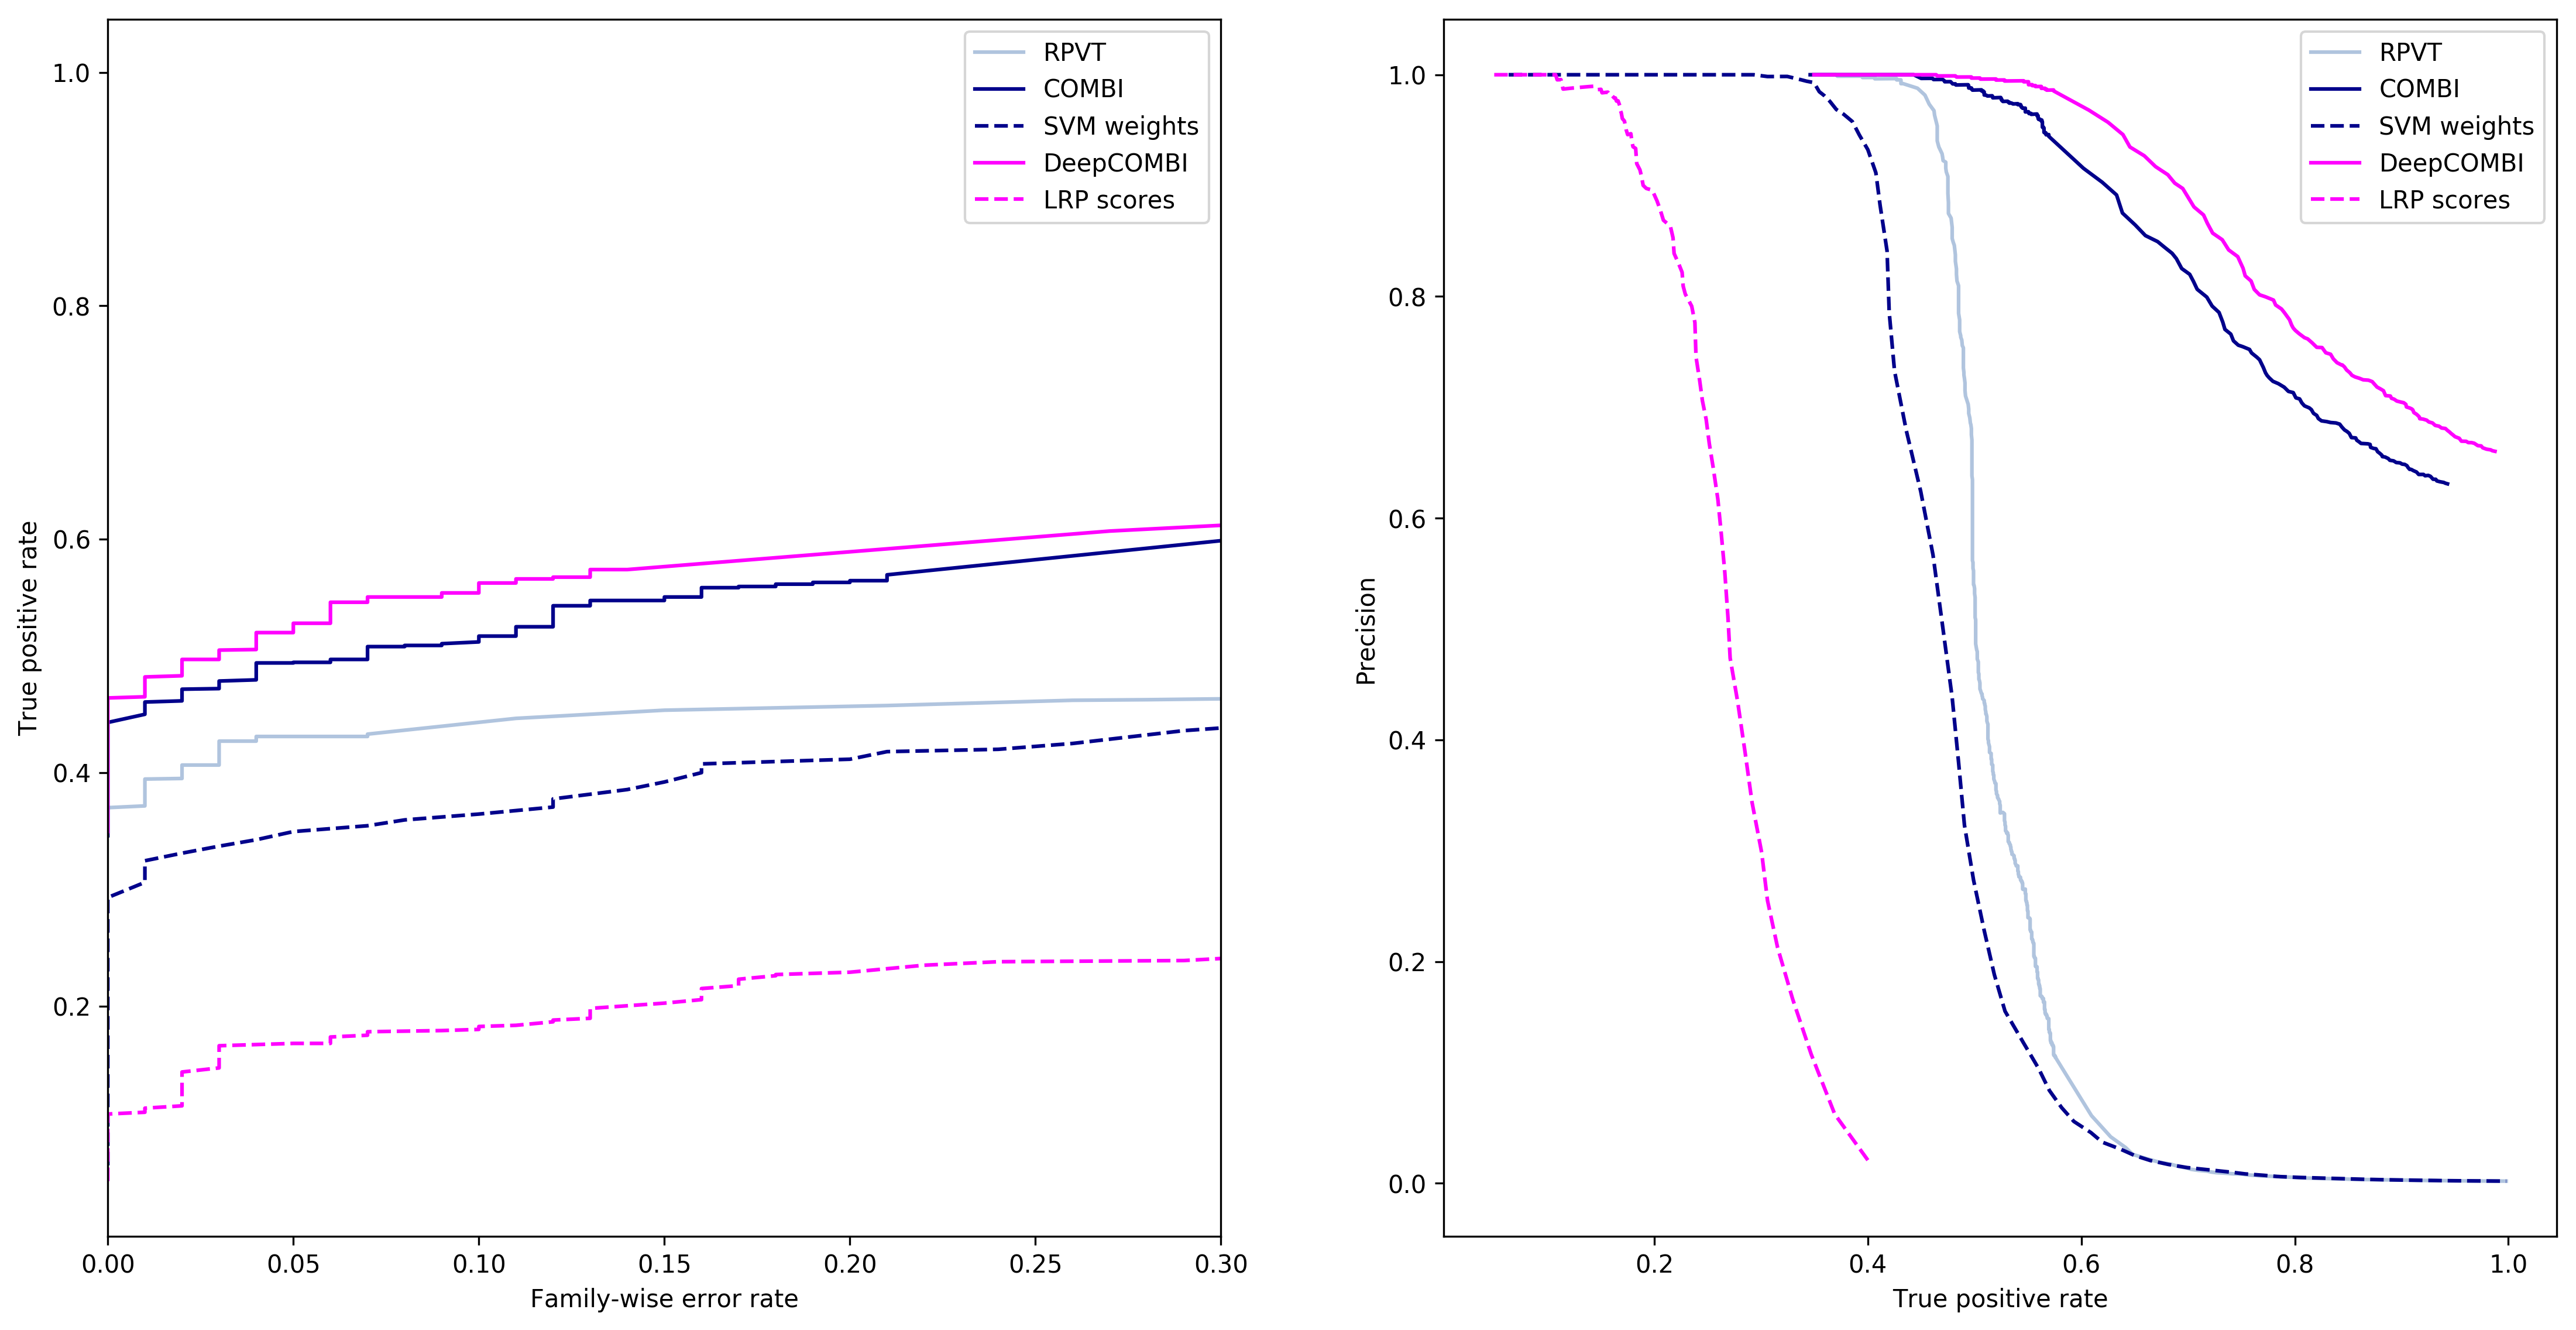 1.0
0.8
0.6
0.4
0.2
True positive rate
0.00
0.05
0.10
0.15
0.20
0.25
0.30
Family-wise error rate
RPVT
COMBI
SVM weights
DeepCOMBI
LRP scores
1.0
0.8
0.6
0.4
0.2
0.0
Precision
0.2
0.4
0.6
0.8
1.0
True positive rate
RPVT
COMBI
SVM weights
DeepCOMBI
LRP scores